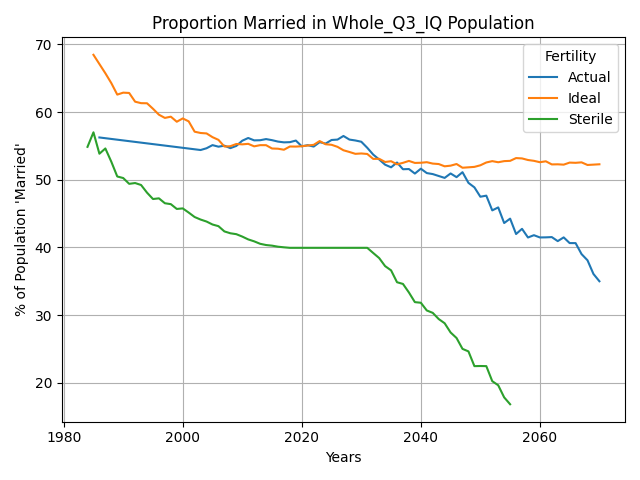 Proportion Married in Whole_Q3_IQ Population
Fertility
Actual
Ideal
Sterile
% of Population 'Married'
70
60
50
40
30
20
1980
2000
2020
2040
2060
Years